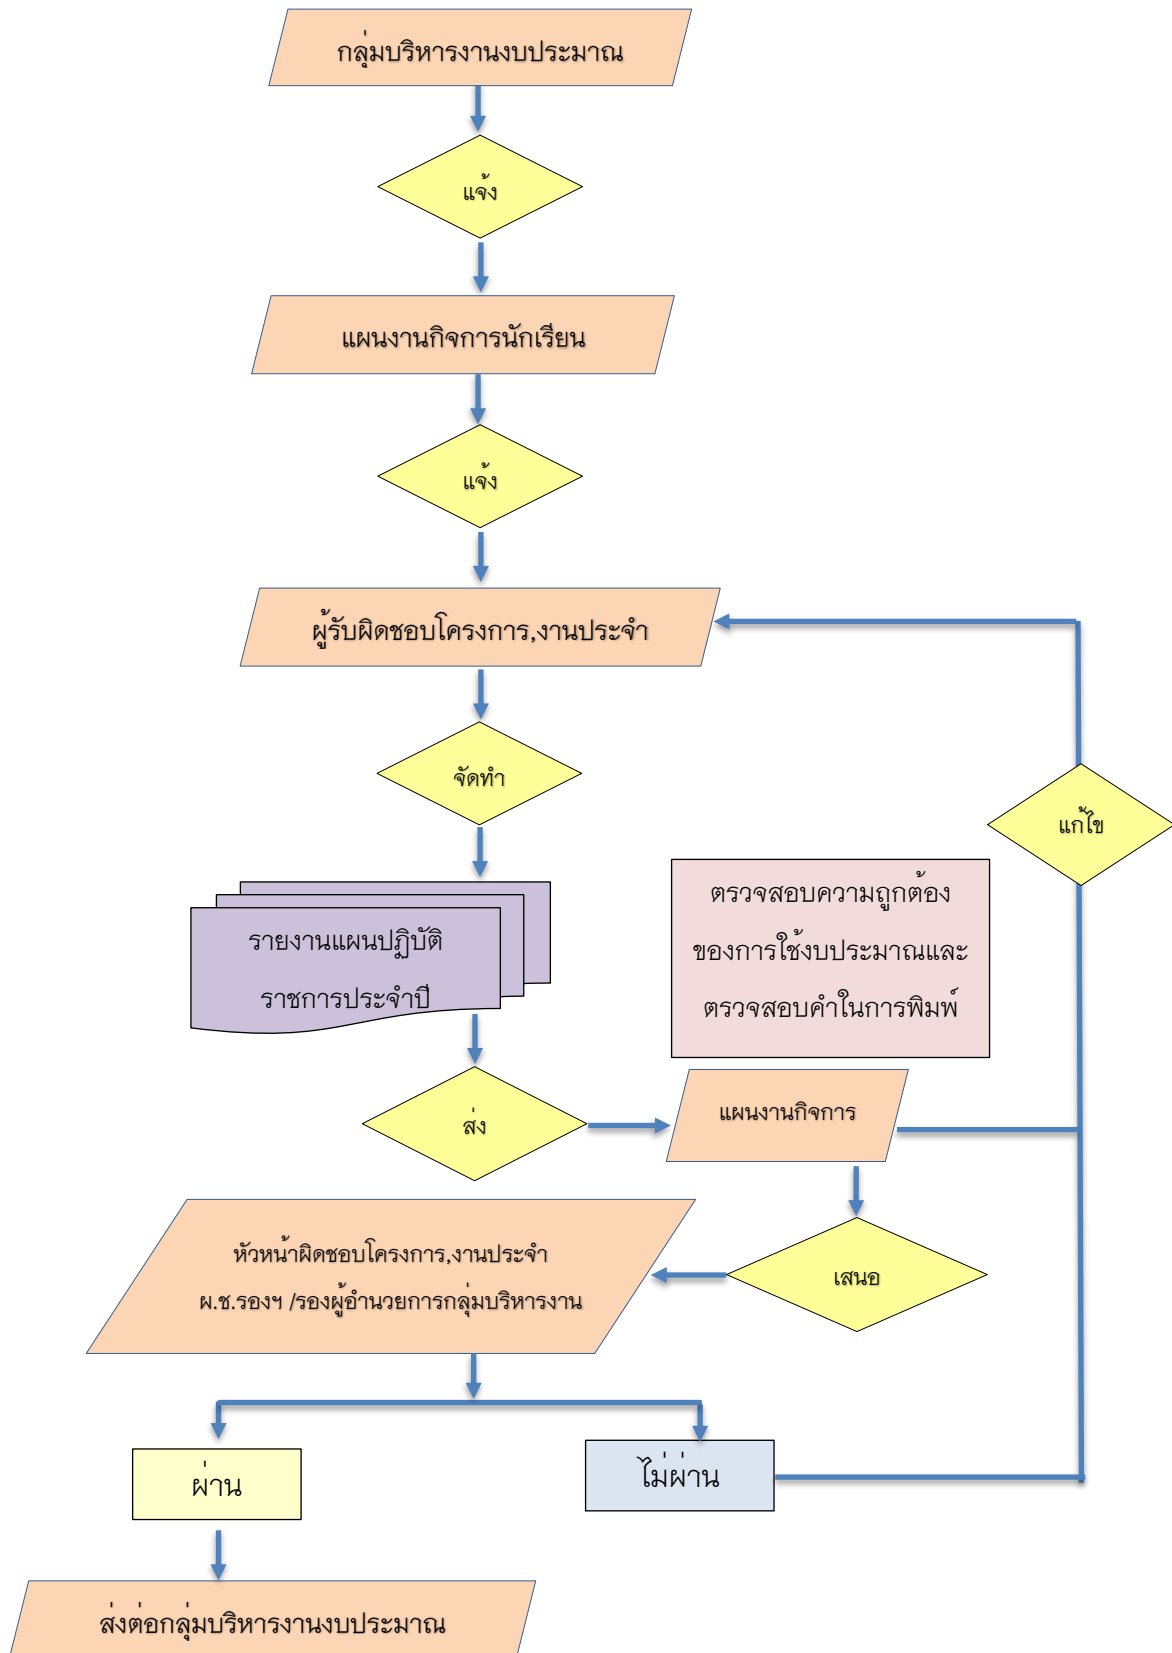 กลุ่มบริหารงานงบประมาณ
แจ้ง
แผนงานกิจการนักเรียน
แจ้ง
ผู้รับผิดชอบโครงการ,งานประจำ
จัดทำ
แก้ไข
รายงานแผนปฏิบัติ
ราชการประจำปี
ตรวจสอบความถูกต้อง
ของการใช้งบประมาณและ
ตรวจสอบคำในการพิมพ์
ส่ง
แผนงานกิจการ
หัวหน้าผิดชอบโครงการ,งานประจำ
ผ.ช.รองฯ /รองผู้อำนวยการกลุ่มบริหารงาน
เสนอ
ผ่าน
ไม่ผ่าน
ส่งต่อกลุ่มบริหารงานงบประมาณ